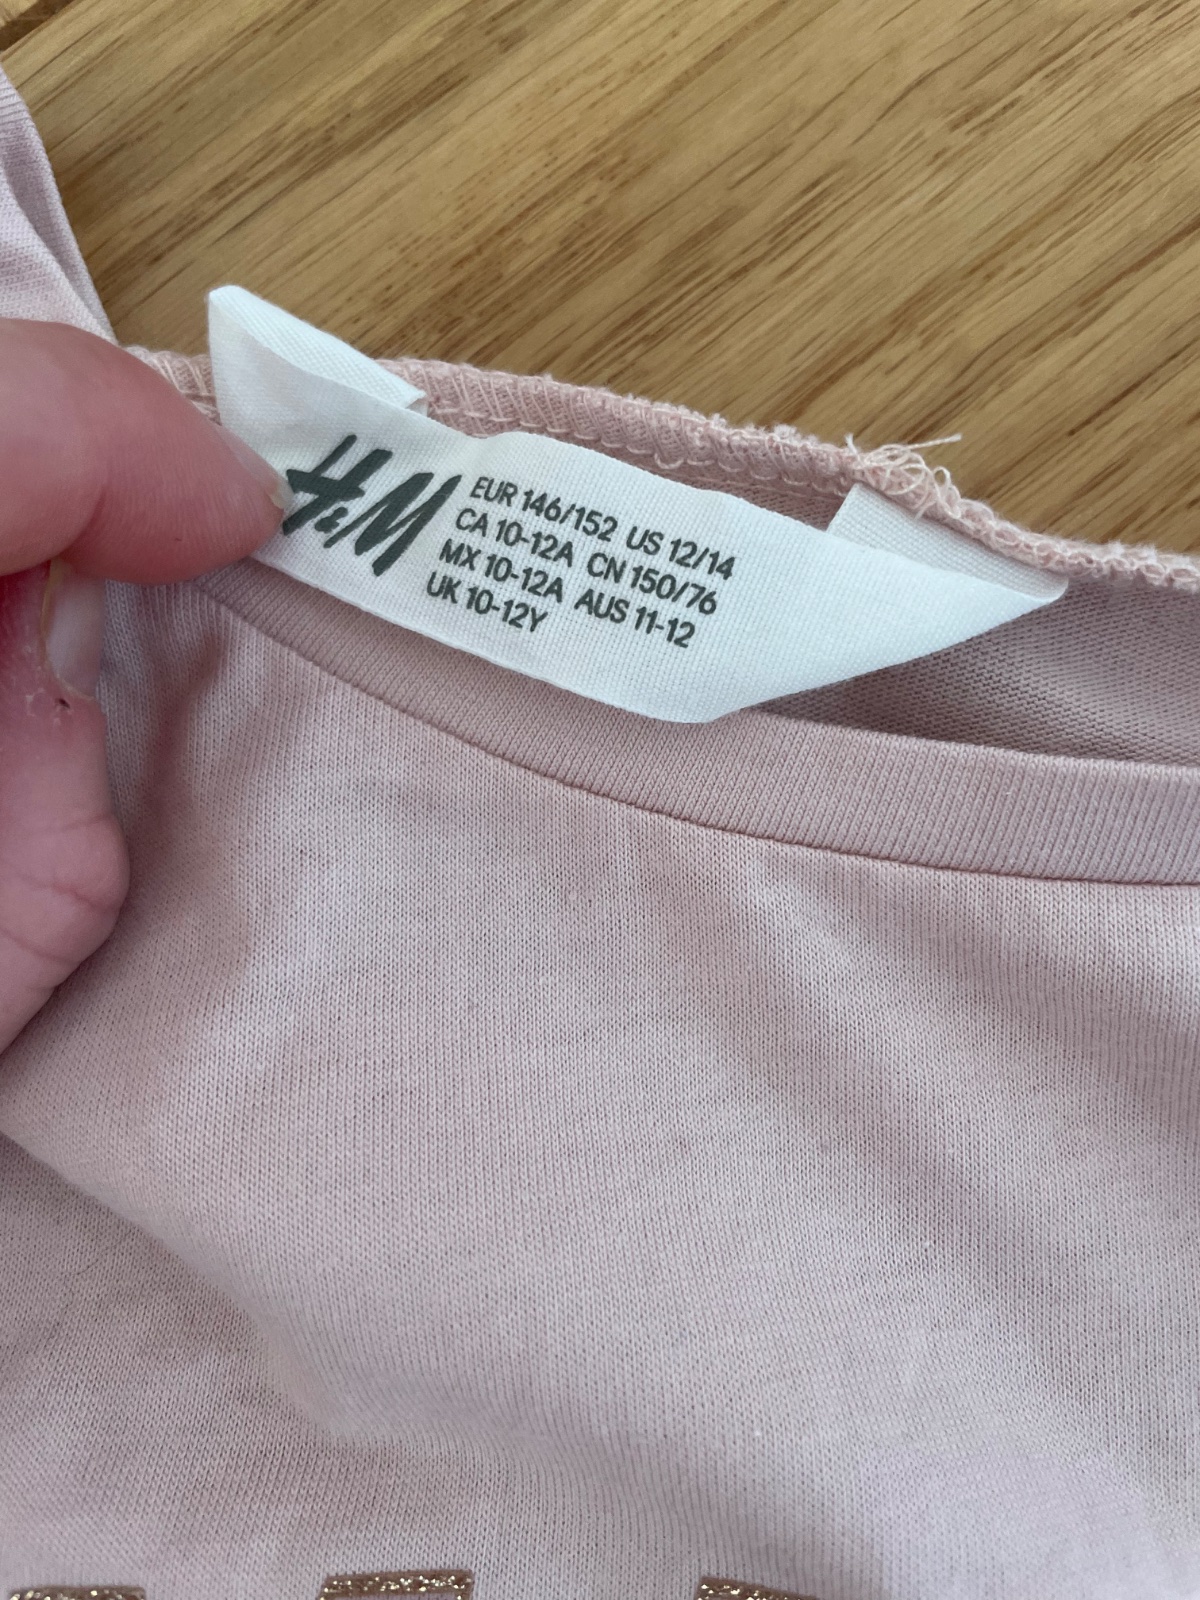 H&M
EUR 146/152 US 12/14
CA 10-12A CN 150/76
MX 10-12A AUS 11-12
UK 10-12Y